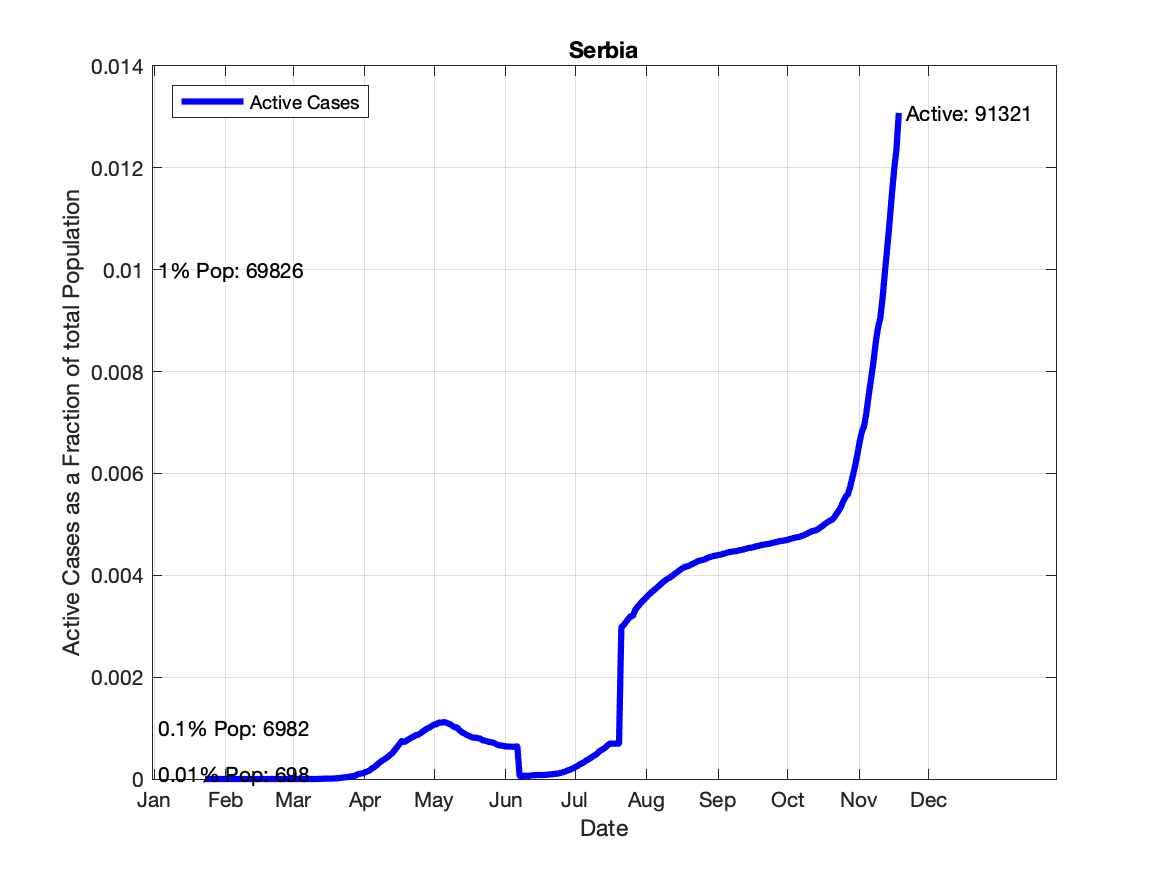 Serbia
0.014
Active Cases
Active: 91321
0.012
1% Pop: 69826
0.01
0.008
0.006
0.004
0.002
0.1% Pop: 6982
0.01% Pop: 698
0
Active Cases as a Fraction of total Population
Jan Feb Mar Apr May Jun Jul Aug Sep Oct Nov Dec
Date